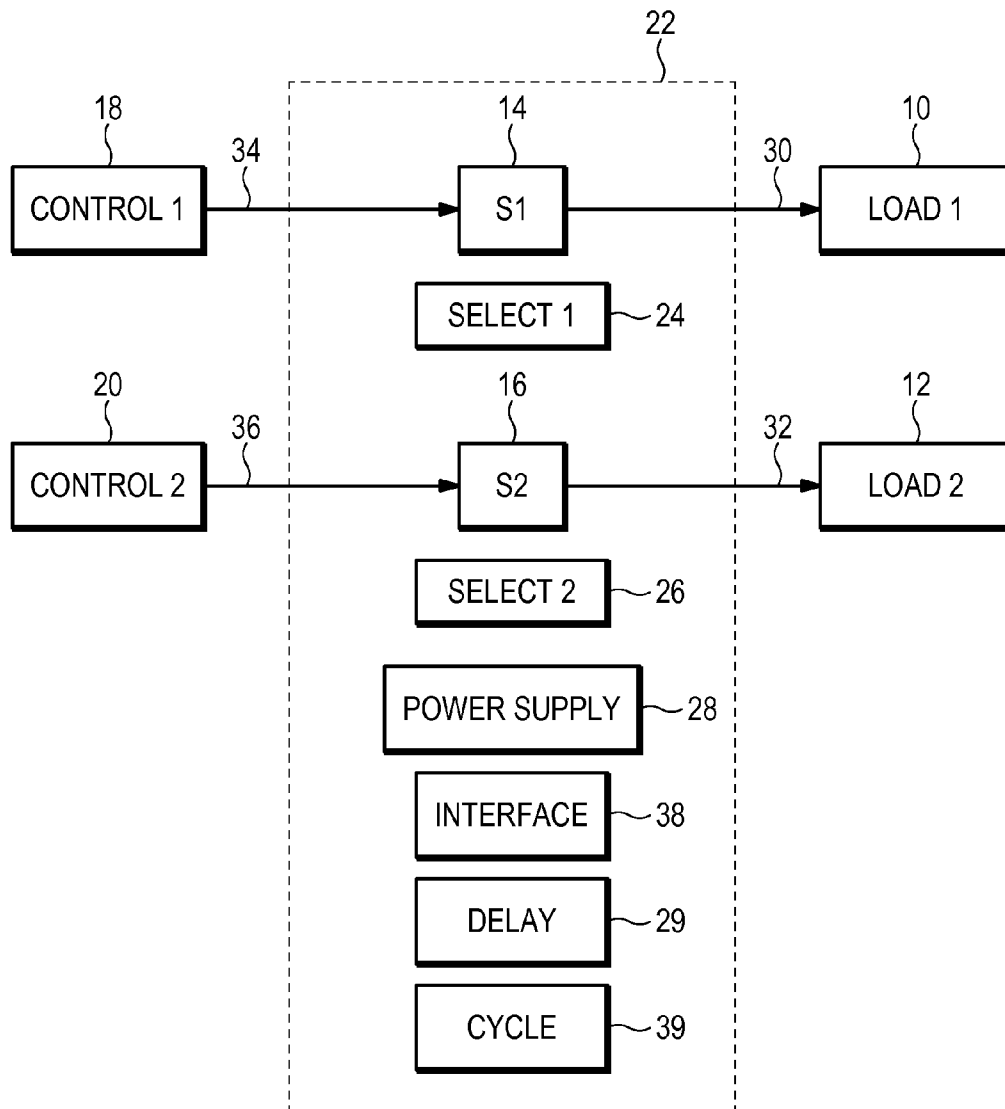 22
18
14
10
34
30
CONTROL 1
S1
LOAD 1
SELECT 1
24
20
16
12
36
32
CONTROL 2
S2
LOAD 2
SELECT 2
26
POWER SUPPLY
28
INTERFACE
38
DELAY
29
CYCLE
39